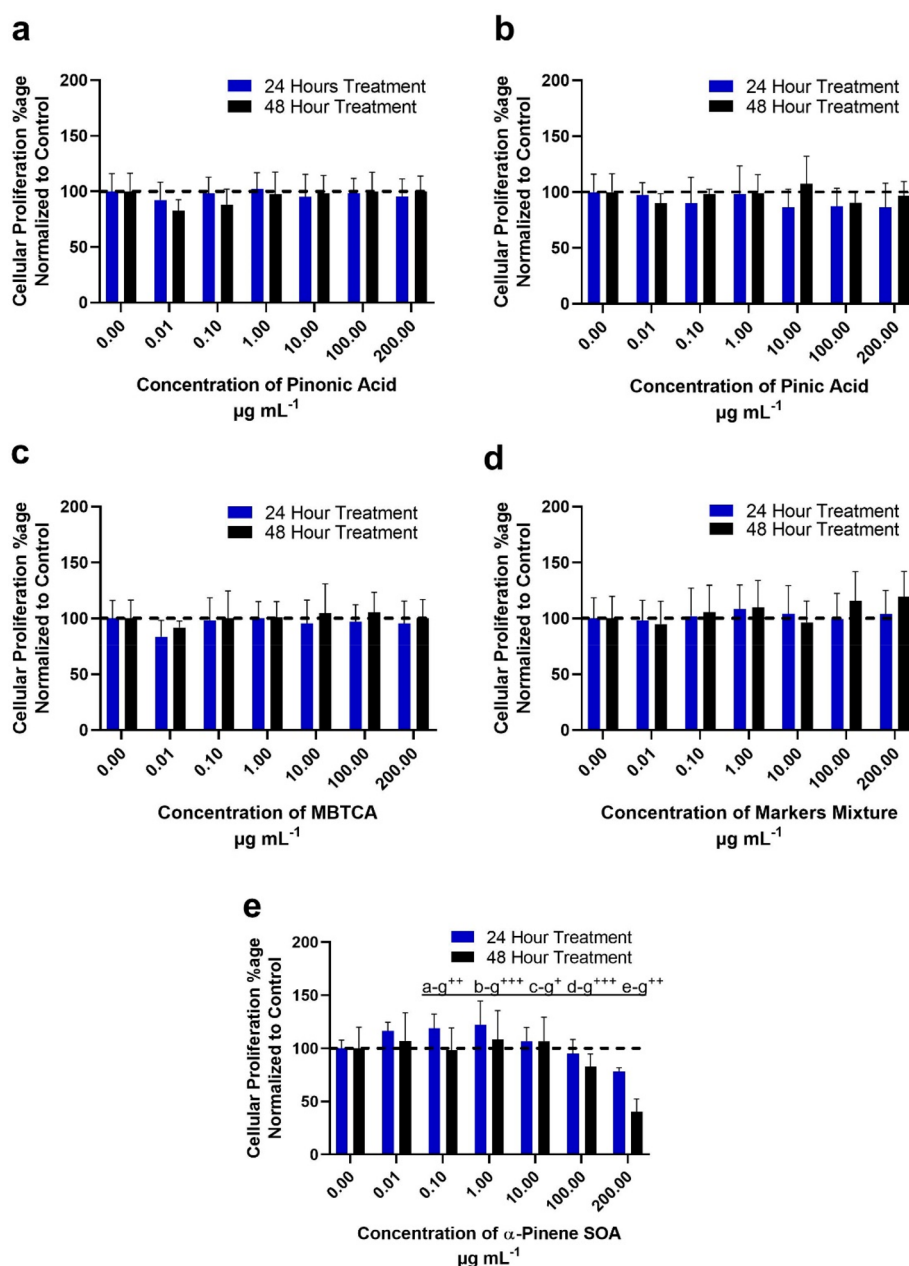 a
Cellular Proliferation %age
Normalized to Control
200
150
100
50
0
24 Hours Treatment
48 Hour Treatment
0.00 0.01 0.10 1.00 10.00 100.00 200.00
Concentration of Pinonic Acid
µg mL⁻¹
b
Cellular Proliferation %age
Normalized to Control
200
150
100
50
0
24 Hour Treatment
48 Hour Treatment
0.00 0.01 0.10 1.00 10.00 100.00 200.00
Concentration of Pinic Acid
µg mL⁻¹
c
Cellular Proliferation %age
Normalized to Control
200
150
100
50
0
24 Hour Treatment
48 Hour Treatment
0.00 0.01 0.10 1.00 10.00 100.00 200.00
Concentration of MBTCA
µg mL⁻¹
d
Cellular Proliferation %age
Normalized to Control
200
150
100
50
0
24 Hour Treatment
48 Hour Treatment
0.00 0.01 0.10 1.00 10.00 100.00 200.00
Concentration of Markers Mixture
µg mL⁻¹
e
Cellular Proliferation %age
Normalized to Control
200
150
100
50
0
24 Hour Treatment
48 Hour Treatment
a-g⁺⁺ b-g⁺⁺⁺ c-g⁺ d-g⁺⁺⁺ e-g⁺⁺
0.00 0.01 0.10 1.00 10.00 100.00 200.00
Concentration of α-Pinene SOA
µg mL⁻¹